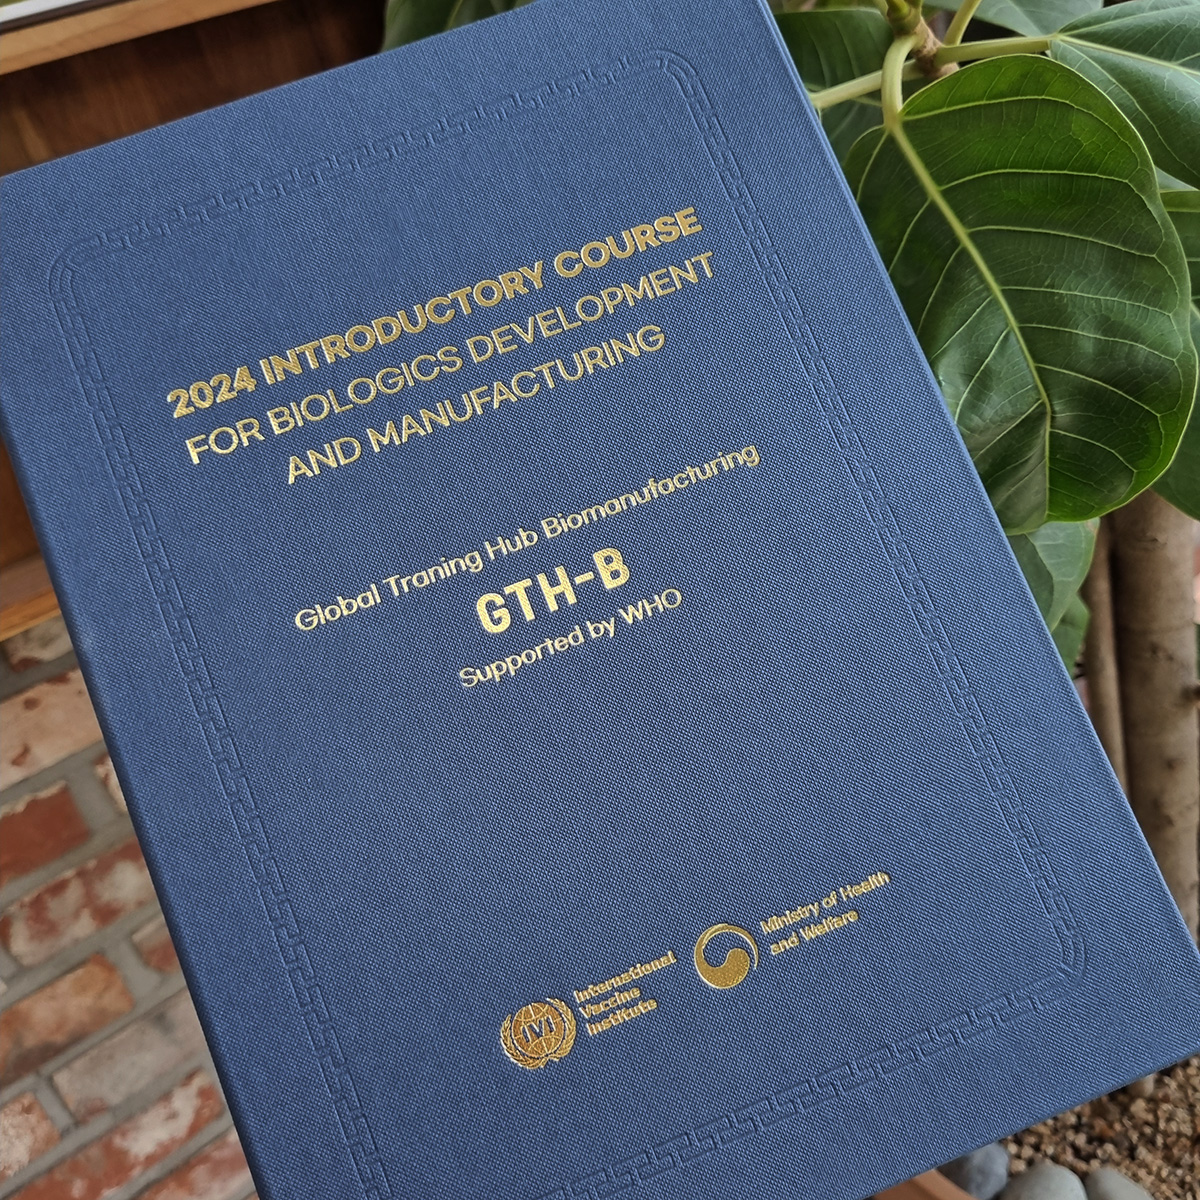 2024 INTRODUCTORY COURSE
FOR BIOLOGICS DEVELOPMENT
AND MANUFACTURING
Global Traning Hub Biomanufacturing
GTH-B
Supported by WHO
IVI
International
Vaccine
Institute
Ministry of Health
and Welfare